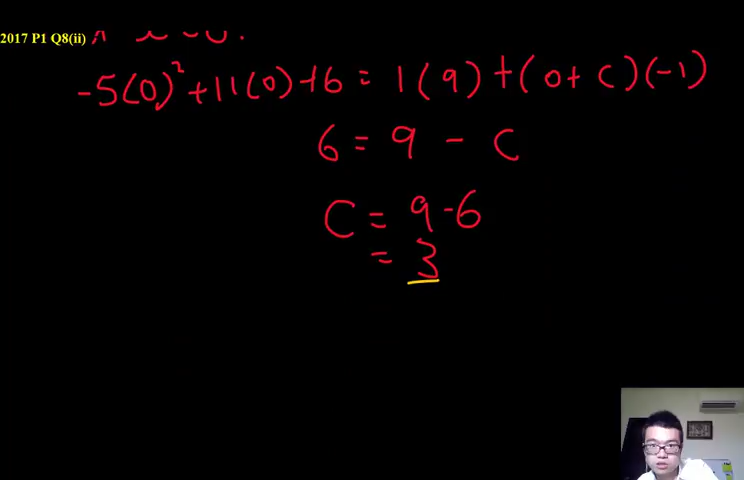 2017 P1 Q8(ii)
-5(0)² + 11(0) + 6 = 1(9) + (0 + C)(-1)
6 = 9 - C
C = 9 - 6
= 3